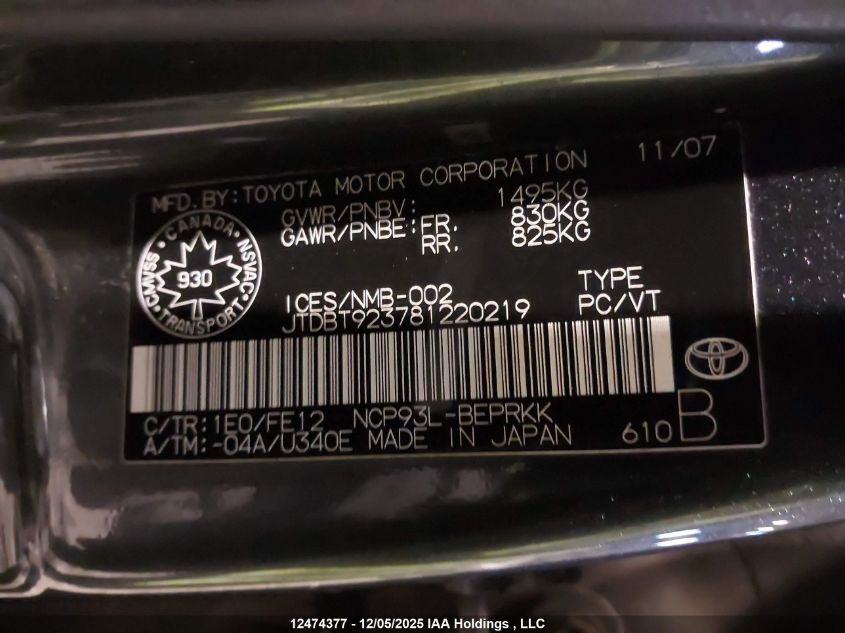 MFD.BY:TOYOTA MOTOR CORPORATION 11/07
GVWR/PNBV: 1495KG
GAWR/PNBE:FR. 830KG
RR. 825KG
CANADA
CMVSS 930 NSVAC
TRANSPORT
ICES/NMB-002 TYPE
JTDBT923781220219 PC/VT
C/TR:1E0/FE12 NCP93L-BEPRKK
A/TM:-04A/U340E MADE IN JAPAN 610 B
12474377 - 12/05/2025 IAA Holdings , LLC